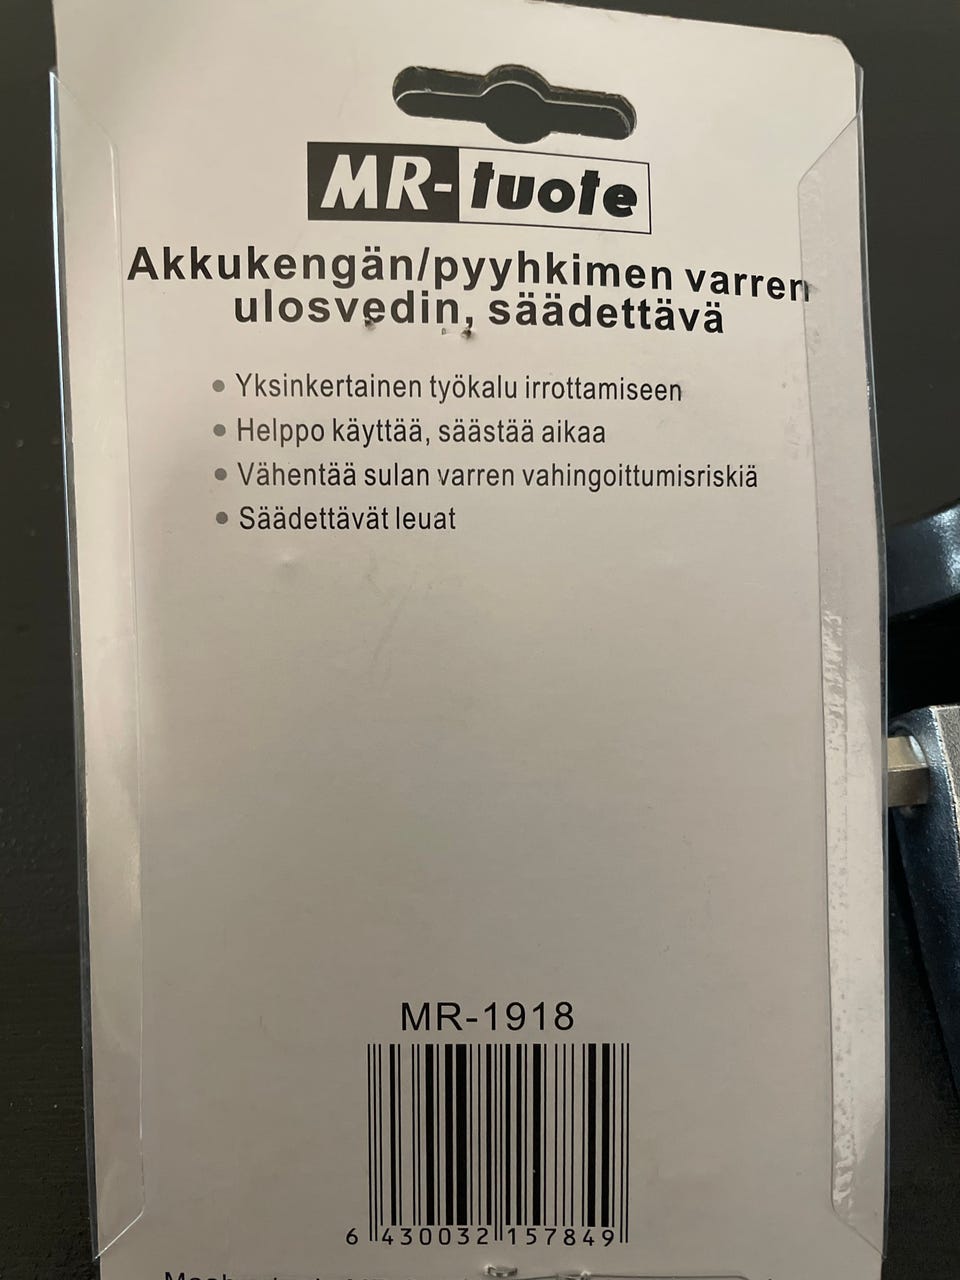 MR-tuote
Akkukengän/pyyhkimen varren
ulosvedin, säädettävä
Yksinkertainen työkalu irrottamiseen
Helppo käyttää, säästää aikaa
Vähentää sulan varren vahingoittumisriskiä
Säädettävät leuat
MR-1918
6 430032 157849